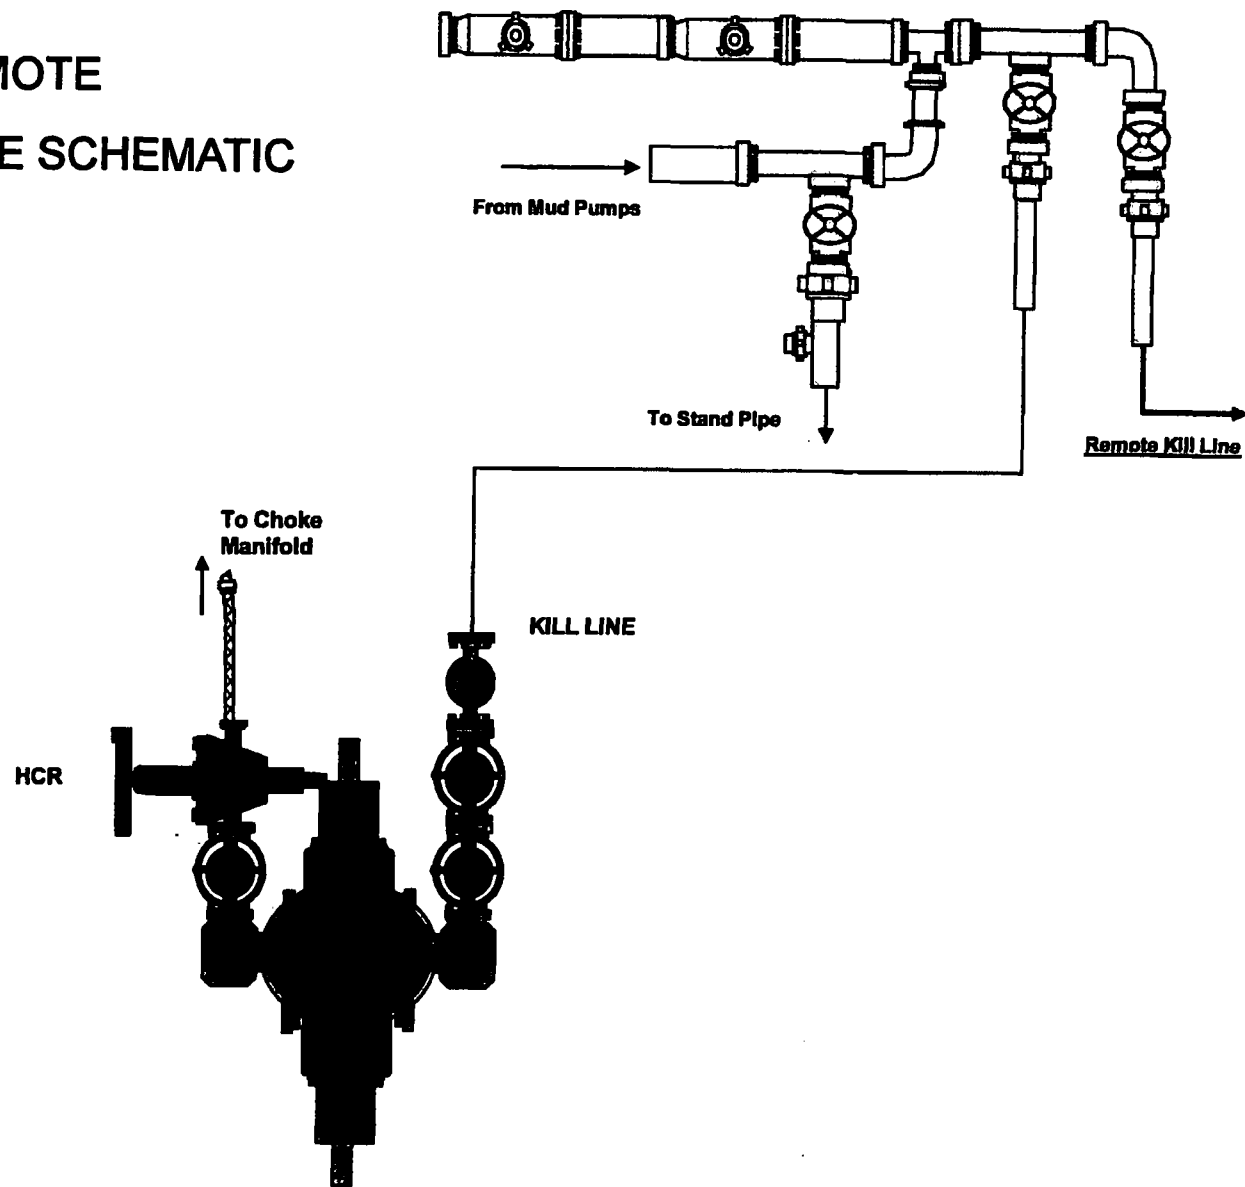 MOTE
E SCHEMATIC
From Mud Pumps
To Stand Pipe
Remote Kill Line
To Choke
Manifold
KILL LINE
HCR